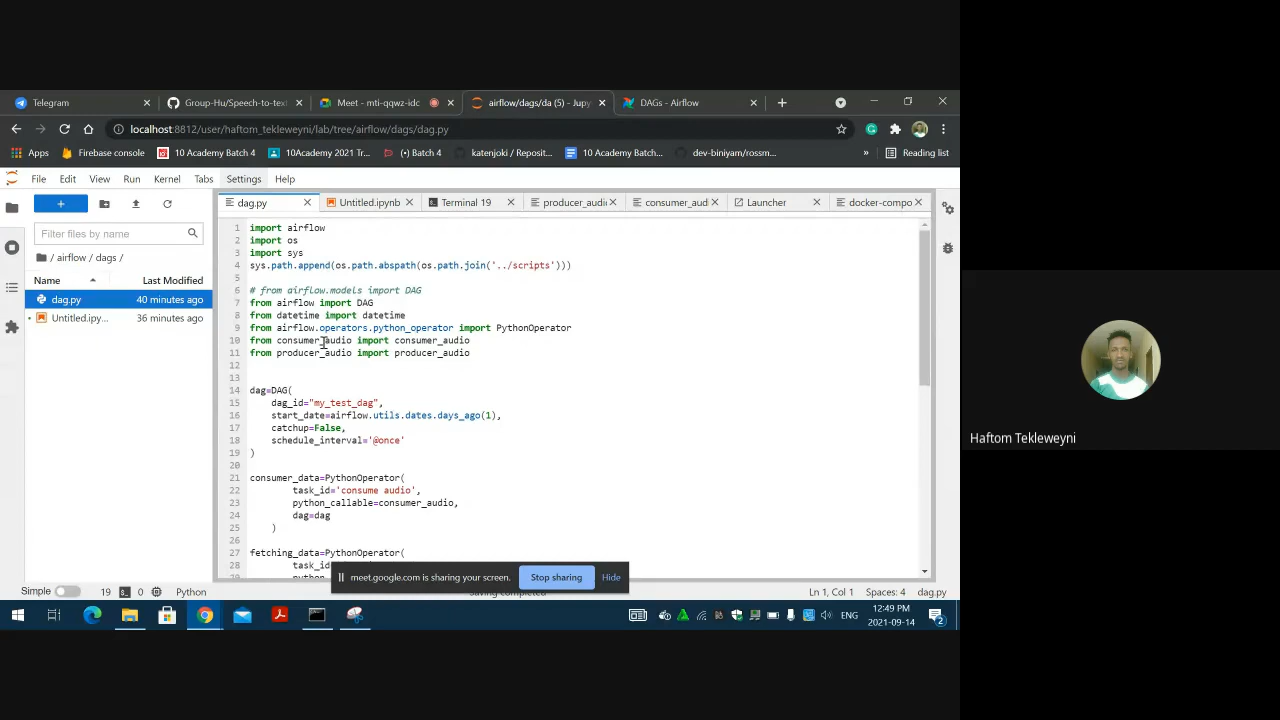 Telegram
Group-Hu/Speech-to-text
Meet - mti-qqwz-idc
airflow/dags/da (5) - Jupy
DAGs - Airflow
localhost:8812/user/haftom_tekleweyni/lab/tree/airflow/dags/dag.py
Apps
Firebase console
10 Academy Batch 4
10Academy 2021 Tr...
(•) Batch 4
katenjoki / Reposit...
10 Academy Batch...
dev-biniyam/rossm...
»
Reading list
File Edit View Run Kernel Tabs Settings Help
dag.py
Untitled.ipynb
Terminal 19
producer_audi
consumer_aud
Launcher
docker-compo
Filter files by name
/ airflow / dags /
Name Last Modified
dag.py 40 minutes ago
Untitled.ipy... 36 minutes ago
1 import airflow
2 import os
3 import sys
4 sys.path.append(os.path.abspath(os.path.join('../scripts')))
5
6 # from airflow.models import DAG
7 from airflow import DAG
8 from datetime import datetime
9 from airflow.operators.python_operator import PythonOperator
10 from consumer_audio import consumer_audio
11 from producer_audio import producer_audio
12
13
14 dag=DAG(
15 dag_id="my_test_dag",
16 start_date=airflow.utils.dates.days_ago(1),
17 catchup=False,
18 schedule_interval='@once'
19 )
20
21 consumer_data=PythonOperator(
22 task_id='consume audio',
23 python_callable=consumer_audio,
24 dag=dag
25 )
26
27 fetching_data=PythonOperator(
28
meet.google.com is sharing your screen.
Stop sharing
Hide
Simple
19
0
Python
Saving completed
Ln 1, Col 1
Spaces: 4
dag.py
ENG
12:49 PM
2021-09-14
2
Haftom Tekleweyni